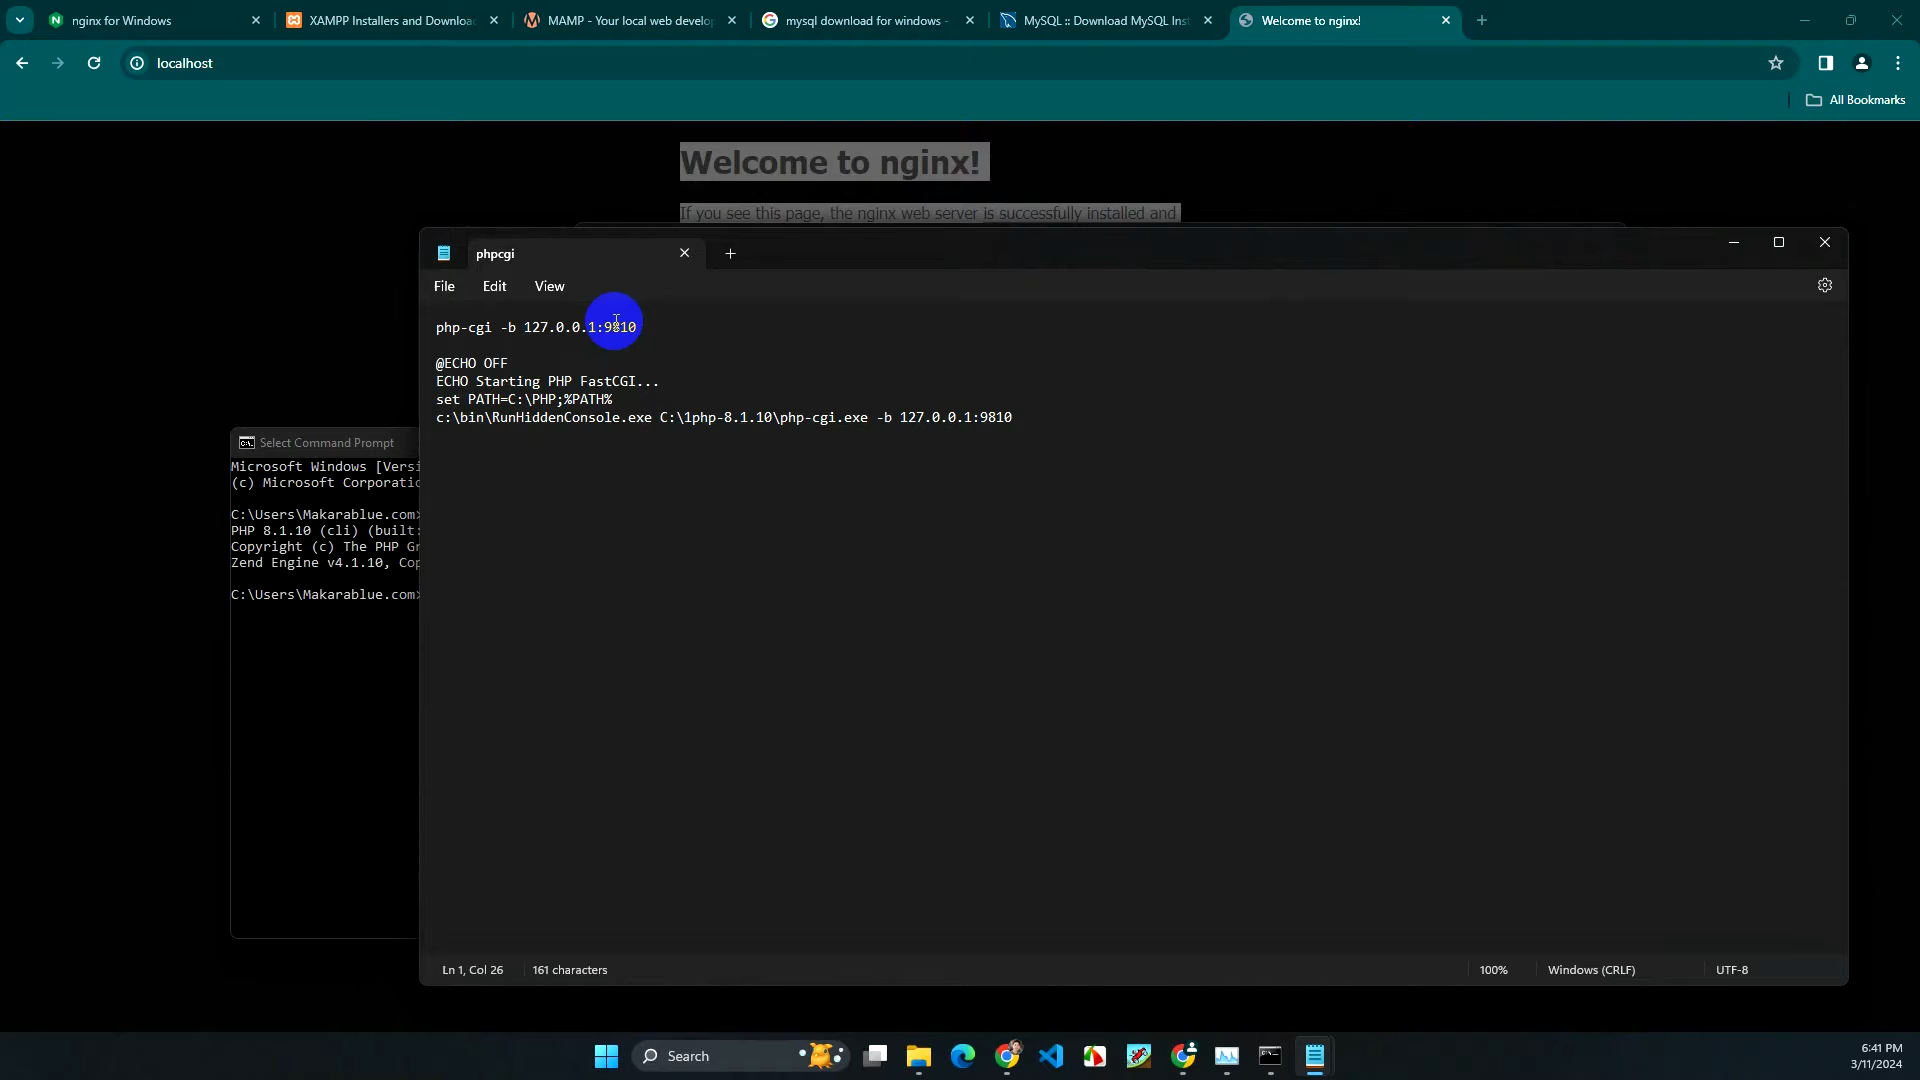 nginx for Windows
XAMPP Installers and Downloa
MAMP - Your local web develop
mysql download for windows -
MySQL :: Download MySQL Inst
Welcome to nginx!
localhost
All Bookmarks
Welcome to nginx!
If you see this page, the nginx web server is successfully installed and
phpcgi
File Edit View
php-cgi -b 127.0.0.1:9810
@ECHO OFF
ECHO Starting PHP FastCGI...
set PATH=C:\PHP;%PATH%
c:\bin\RunHiddenConsole.exe C:\1php-8.1.10\php-cgi.exe -b 127.0.0.1:9810
Select Command Prompt
Microsoft Windows [Versi
(c) Microsoft Corporatio
C:\Users\Makarablue.com>
PHP 8.1.10 (cli) (built:
Copyright (c) The PHP Gr
Zend Engine v4.1.10, Cop
C:\Users\Makarablue.com>
Ln 1, Col 26 161 characters 100% Windows (CRLF) UTF-8
Search
6:41 PM
3/11/2024